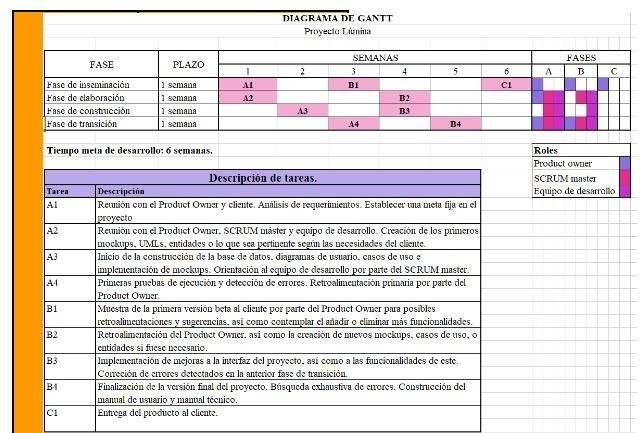 DIAGRAMA DE GANTT
Proyecto Lúmina
FASE PLAZO SEMANAS FASES
1 2 3 4 5 6 A B C
Fase de inseminación 1 semana A1 B1 C1
Fase de elaboración 1 semana A2 B2
Fase de construcción 1 semana A3 B3
Fase de transición 1 semana A4 B4
Tiempo meta de desarrollo: 6 semanas.
Roles
Product owner
SCRUM master
Equipo de desarrollo
Descripción de tareas.
Tarea Descripción
A1 Reunión con el Product Owner y cliente. Análisis de requerimientos. Establecer una meta fija en el
proyecto
A2 Reunión con el Product Owner, SCRUM máster y equipo de desarrollo. Creación de los primeros
mockups, UMLs, entidades o lo que sea pertinente según las necesidades del cliente.
A3 Inicio de la construcción de la base de datos, diagramas de usuario, casos de uso e
implementación de mockups. Orientación al equipo de desarrollo por parte del SCRUM master.
A4 Primeras pruebas de ejecución y detección de errores. Retroalimentación primaria por parte del
Product Owner.
B1 Muestra de la primera versión beta al cliente por parte del Product Owner para posibles
retroalimentaciones y sugerencias, así como contemplar el añadir o eliminar más funcionalidades.
B2 Retroalimentación del Product Owner, así como la creación de nuevos mockups, casos de uso, o
entidades si fuese necesario.
B3 Implementación de mejoras a la interfaz del proyecto, así como a las funcionalidades de este.
Correción de errores detectados en la anterior fase de transición.
B4 Finalización de la versión final del proyecto. Búsqueda exhaustiva de errores. Construcción del
manual de usuario y manual técnico.
C1 Entrega del producto al cliente.